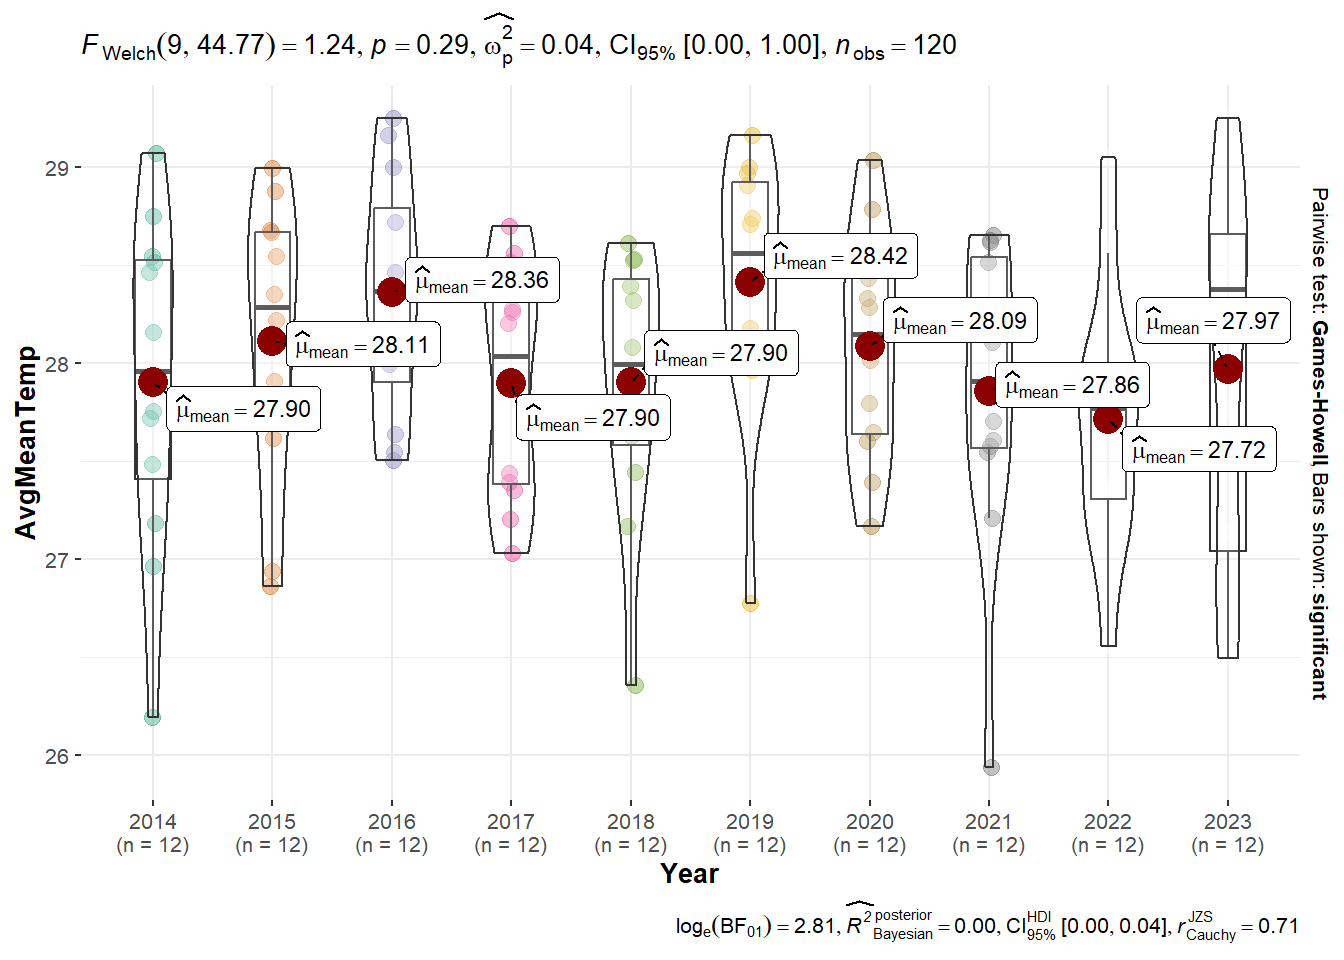 F Welch(9, 44.77) = 1.24, p = 0.29, ω̂p² = 0.04, CI95% [0.00, 1.00], nobs = 120
AvgMeanTemp
29
28
27
26
μ̂mean = 27.90
μ̂mean = 28.11
μ̂mean = 28.36
μ̂mean = 27.90
μ̂mean = 27.90
μ̂mean = 28.42
μ̂mean = 28.09
μ̂mean = 27.86
μ̂mean = 27.72
μ̂mean = 27.97
Pairwise test: Games-Howell, Bars shown: significant
2014 2015 2016 2017 2018 2019 2020 2021 2022 2023
(n = 12) (n = 12) (n = 12) (n = 12) (n = 12) (n = 12) (n = 12) (n = 12) (n = 12) (n = 12)
Year
loge(BF01) = 2.81, R̂² posterior Bayesian = 0.00, CI HDI 95% [0.00, 0.04], r JZS Cauchy = 0.71